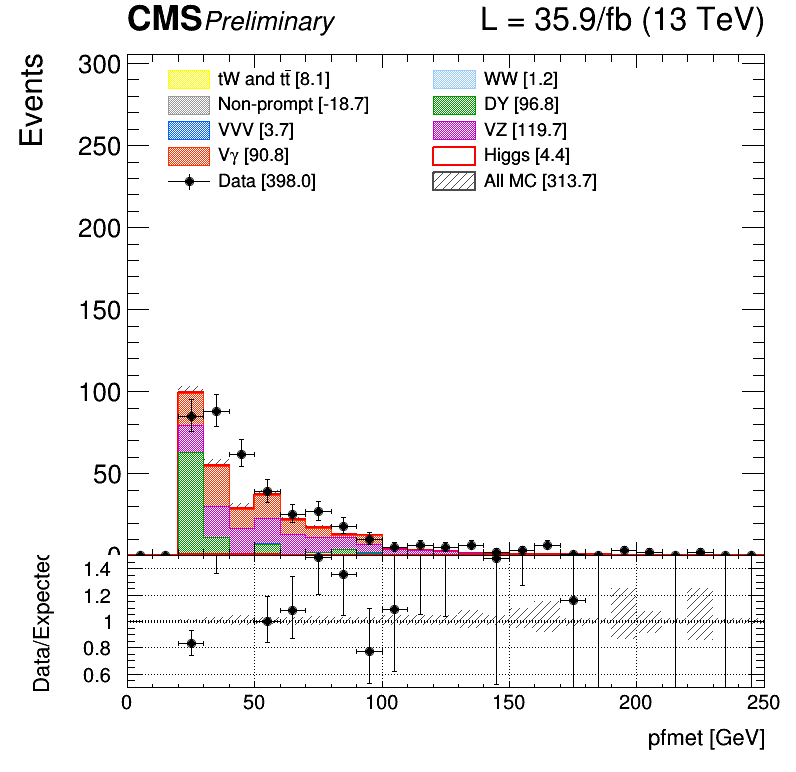 CMS Preliminary L = 35.9/fb (13 TeV)
Events
300
250
200
150
100
50
0
tW and tt̄ [8.1]
WW [1.2]
Non-prompt [-18.7]
DY [96.8]
VVV [3.7]
VZ [119.7]
Vγ [90.8]
Higgs [4.4]
Data [398.0]
All MC [313.7]
Data/Expected
1.4
1.2
1
0.8
0.6
0 50 100 150 200 250
pfmet [GeV]